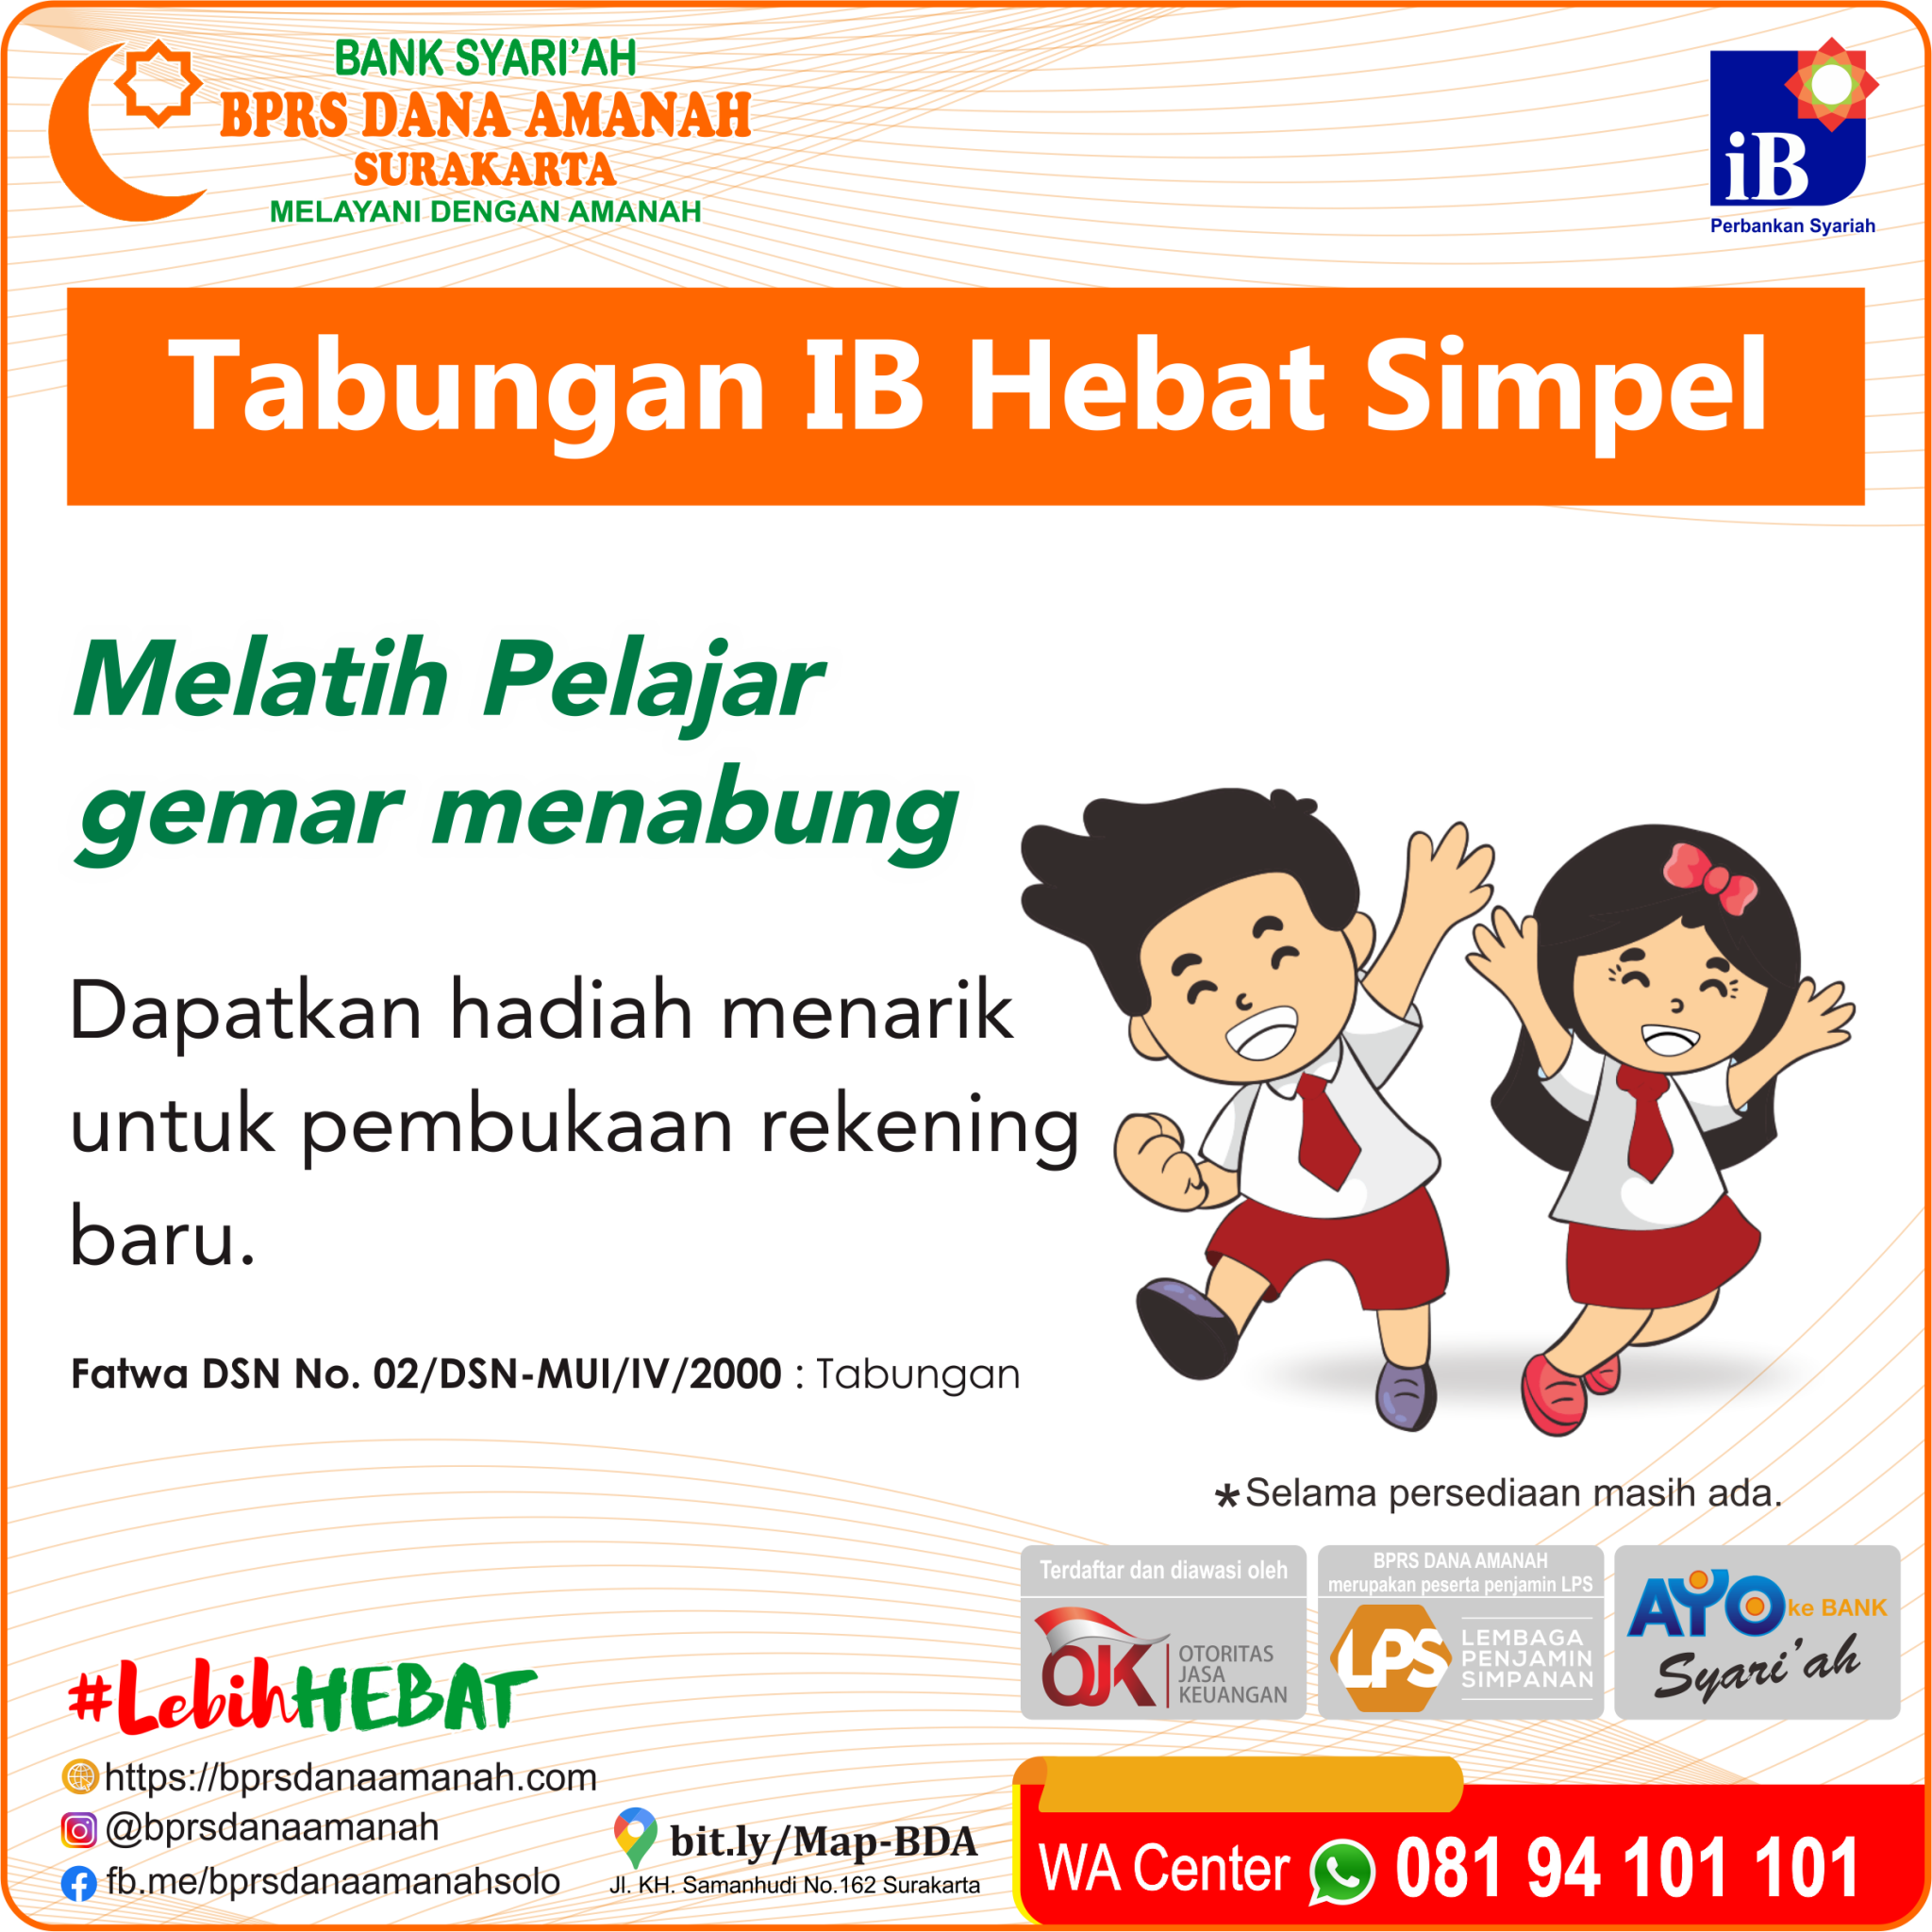 BANK SYARI'AH
BPRS DANA AMANAH
SURAKARTA
MELAYANI DENGAN AMANAH
iB
Perbankan Syariah
Tabungan IB Hebat Simpel
Melatih Pelajar
gemar menabung
Dapatkan hadiah menarik
untuk pembukaan rekening
baru.
Fatwa DSN No. 02/DSN-MUI/IV/2000 : Tabungan
*Selama persediaan masih ada.
Terdaftar dan diawasi oleh
OJK
OTORITAS
JASA
KEUANGAN
BPRS DANA AMANAH
merupakan peserta penjamin LPS
LPS
LEMBAGA
PENJAMIN
SIMPANAN
AYO ke BANK
Syari'ah
#LebihHEBAT
https://bprsdanaamanah.com
@bprsdanaamanah
fb.me/bprsdanaamanahsolo
bit.ly/Map-BDA
Jl. KH. Samanhudi No.162 Surakarta
WA Center 081 94 101 101